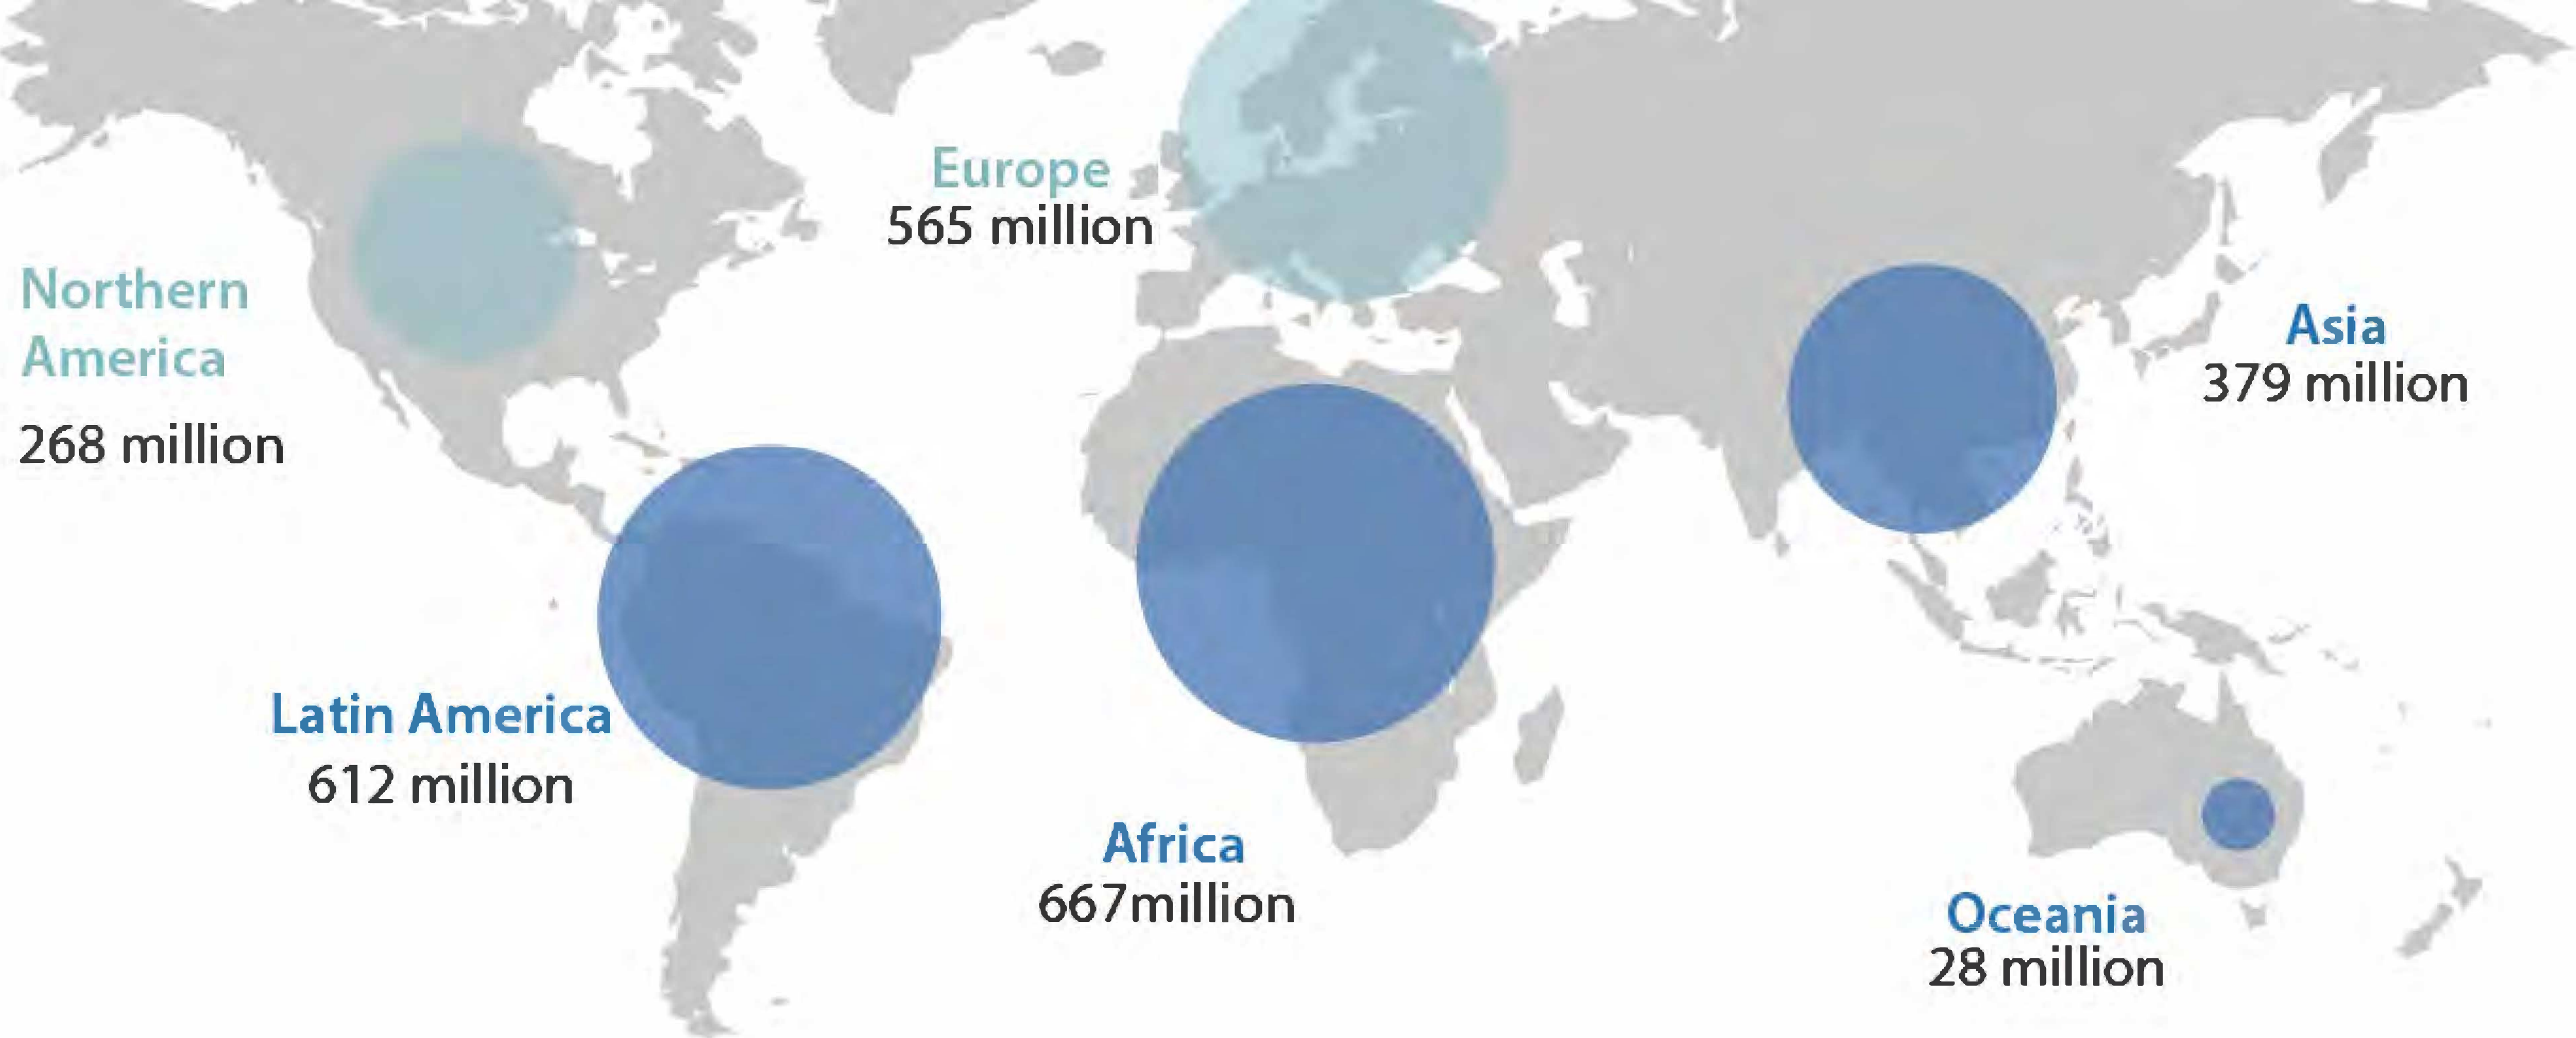 Europe
565 million
Northern
America
268 million
Asia
379 million
Latin America
612 million
Africa
667million
Oceania
28 million